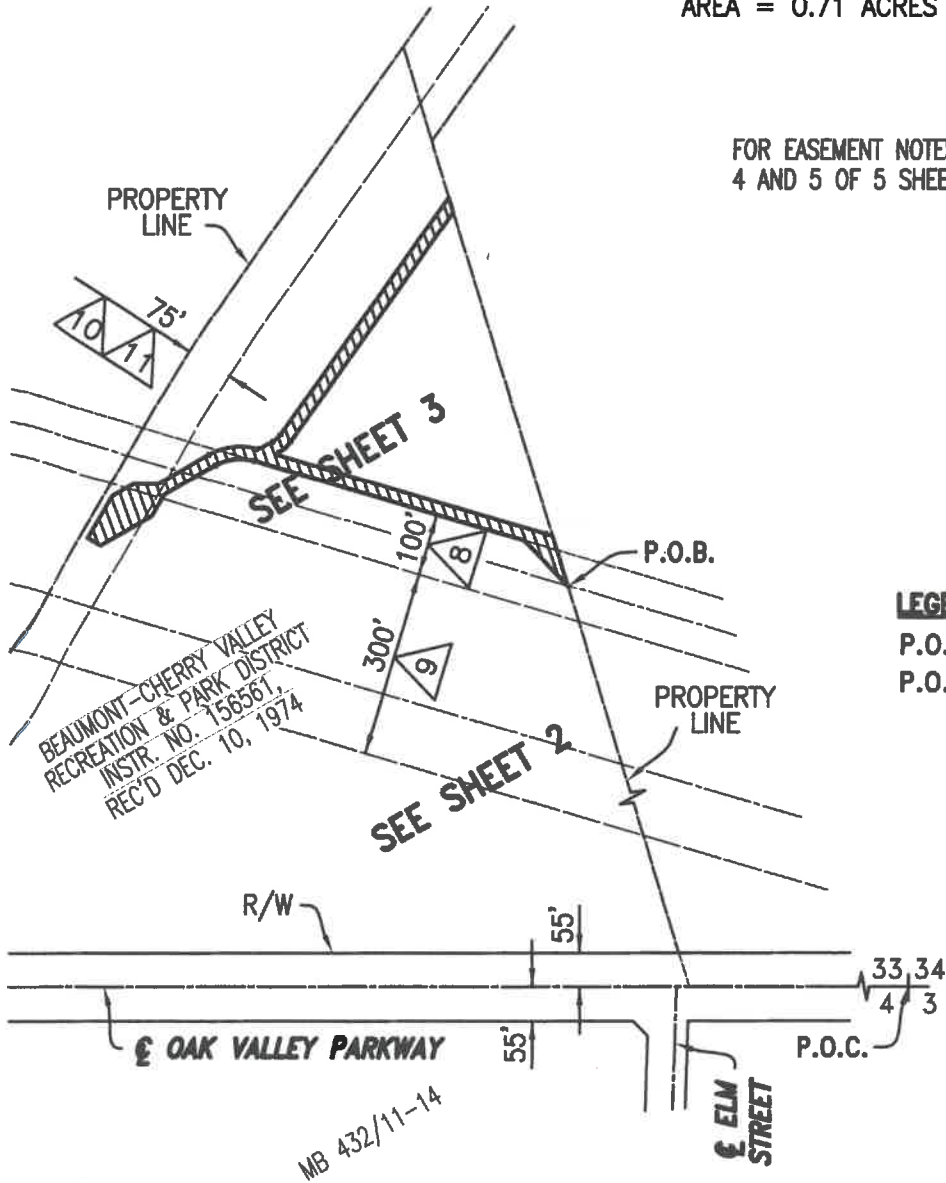 AREA = 0.71 ACRES
FOR EASEMENT NOTE
4 AND 5 OF 5 SHEE
PROPERTY
LINE
75'
10
11
SEE SHEET 3
100'
8
P.O.B.
300'
9
LEGE
P.O.
P.O.
BEAUMONT-CHERRY VALLEY
RECREATION & PARK DISTRICT
INSTR. NO. 156561,
REC'D DEC. 10, 1974
PROPERTY
LINE
SEE SHEET 2
R/W
55'
33 34
4 3
℄ OAK VALLEY PARKWAY
55'
P.O.C.
℄ ELM
STREET
MB 432/11-14